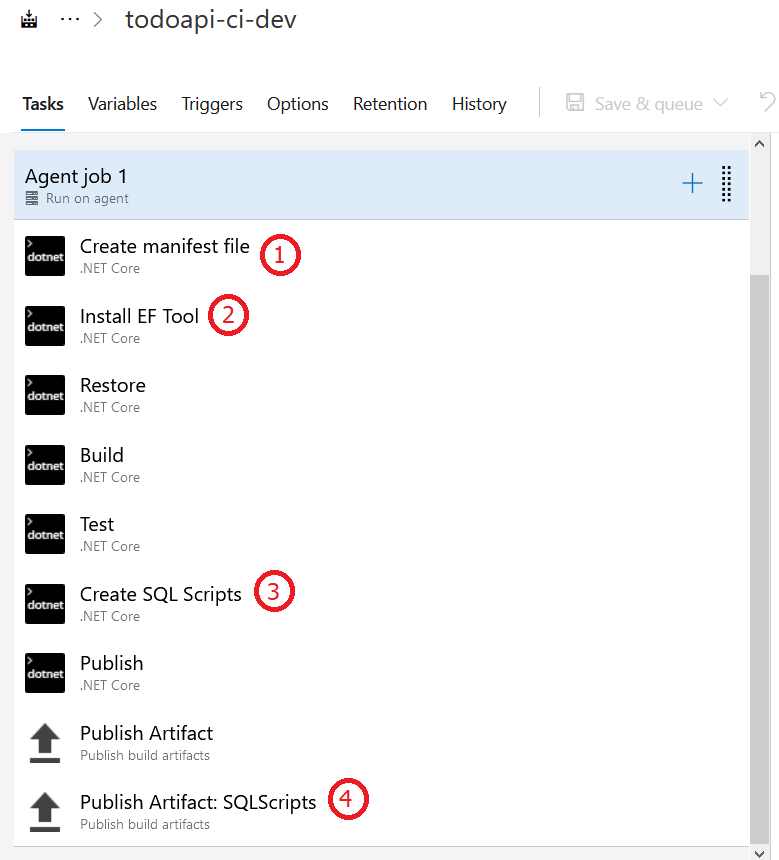 ··· > todoapi-ci-dev
Tasks Variables Triggers Options Retention History Save & queue
Agent job 1
Run on agent
dotnet Create manifest file 1
.NET Core
dotnet Install EF Tool 2
.NET Core
dotnet Restore
.NET Core
dotnet Build
.NET Core
dotnet Test
.NET Core
dotnet Create SQL Scripts 3
.NET Core
dotnet Publish
.NET Core
Publish Artifact
Publish build artifacts
Publish Artifact: SQLScripts 4
Publish build artifacts